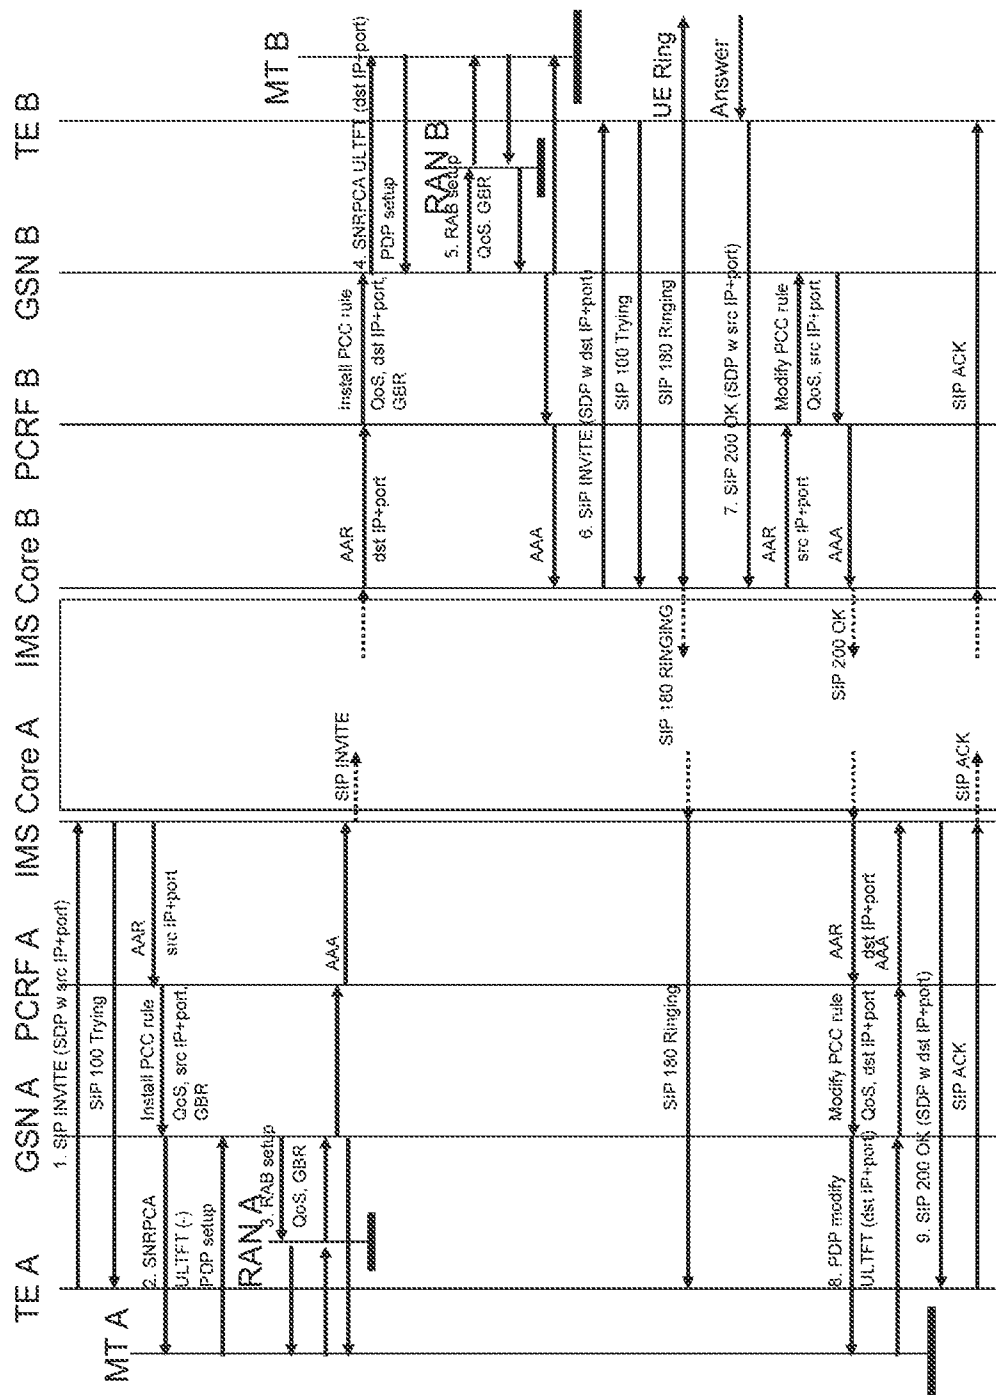 TE A
GSN A
PCRF A
IMS Core A
IMS Core B
PCRF B
GSN B
TE B
MT A
RAN A
RAN B
MT B
1. SIP INVITE (SDP w src IP+port)
SIP 100 Trying
AAR
src IP+port
Install PCC rule
QoS, src IP+port,
GBR
2. SNRPCA
ULTFT (-)
PDP setup
3. RAB setup
QoS, GBR
AAA
SIP INVITE
AAR
dst IP+port
Install PCC rule
QoS, dst IP+port,
GBR
4. SNRPCA ULTFT (dst IP+port)
PDP setup
5. RAB setup
QoS, GBR
AAA
6. SIP INVITE (SDP w dst IP+port)
SIP 100 Trying
SIP 180 Ringing
UE Ring
SIP 180 RINGING
SIP 180 Ringing
Answer
7. SIP 200 OK (SDP w src IP+port)
AAR
src IP+port
Modify PCC rule
QoS, src IP+port
AAA
SIP 200 OK
AAR
dst IP+port
AAA
Modify PCC rule
QoS, dst IP+port
8. PDP modify
ULTFT (dst IP+port)
9. SIP 200 OK (SDP w dst IP+port)
SIP ACK
SIP ACK
SIP ACK